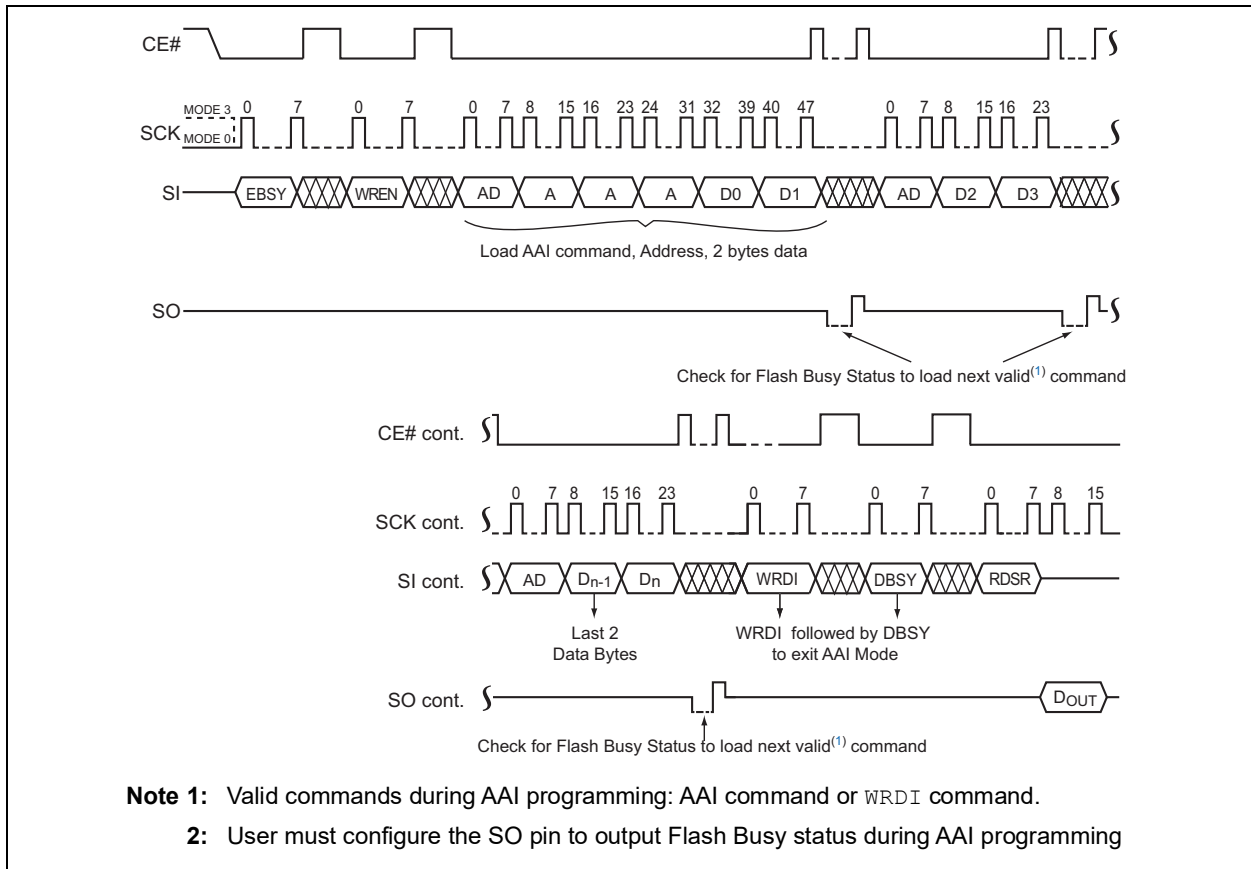 CE#
MODE 3
0 7 0 7 0 7 8 15 16 23 24 31 32 39 40 47 0 7 8 15 16 23
SCK
MODE 0
SI EBSY WREN AD A A A D0 D1 AD D2 D3
Load AAI command, Address, 2 bytes data
SO
Check for Flash Busy Status to load next valid(1) command
CE# cont.
0 7 8 15 16 23 0 7 0 7 0 7 8 15
SCK cont.
SI cont. AD Dn-1 Dn WRDI DBSY RDSR
Last 2 WRDI followed by DBSY
Data Bytes to exit AAI Mode
SO cont. DOUT
Check for Flash Busy Status to load next valid(1) command
Note 1: Valid commands during AAI programming: AAI command or WRDI command.
2: User must configure the SO pin to output Flash Busy status during AAI programming